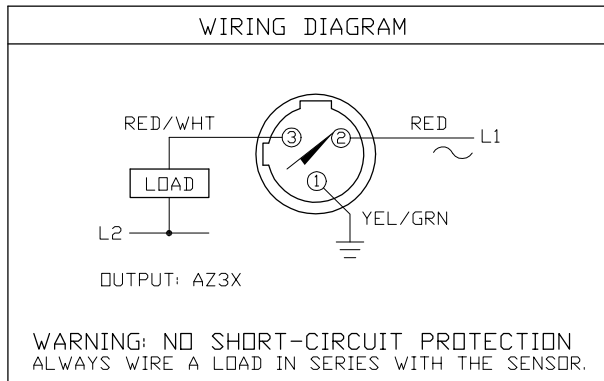 WIRING DIAGRAM
RED/WHT
RED
3
2
L1
LOAD
1
YEL/GRN
L2
OUTPUT: AZ3X
WARNING: NO SHORT-CIRCUIT PROTECTION
ALWAYS WIRE A LOAD IN SERIES WITH THE SENSOR.